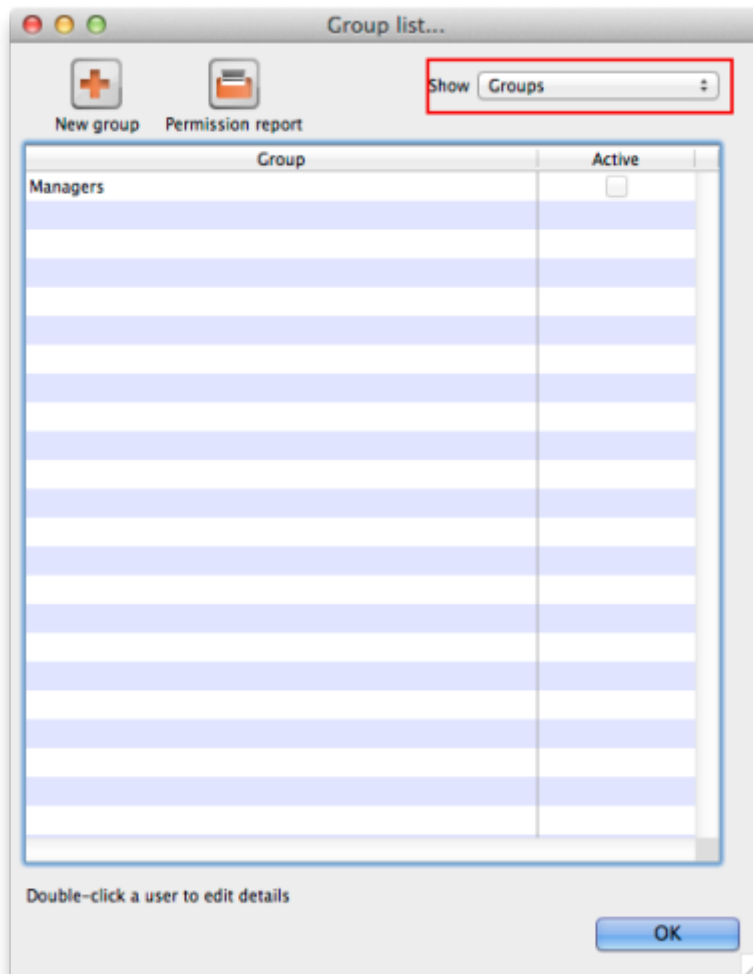 Group list...
Show Groups
New group Permission report
Group Active
Managers
Double-click a user to edit details
OK